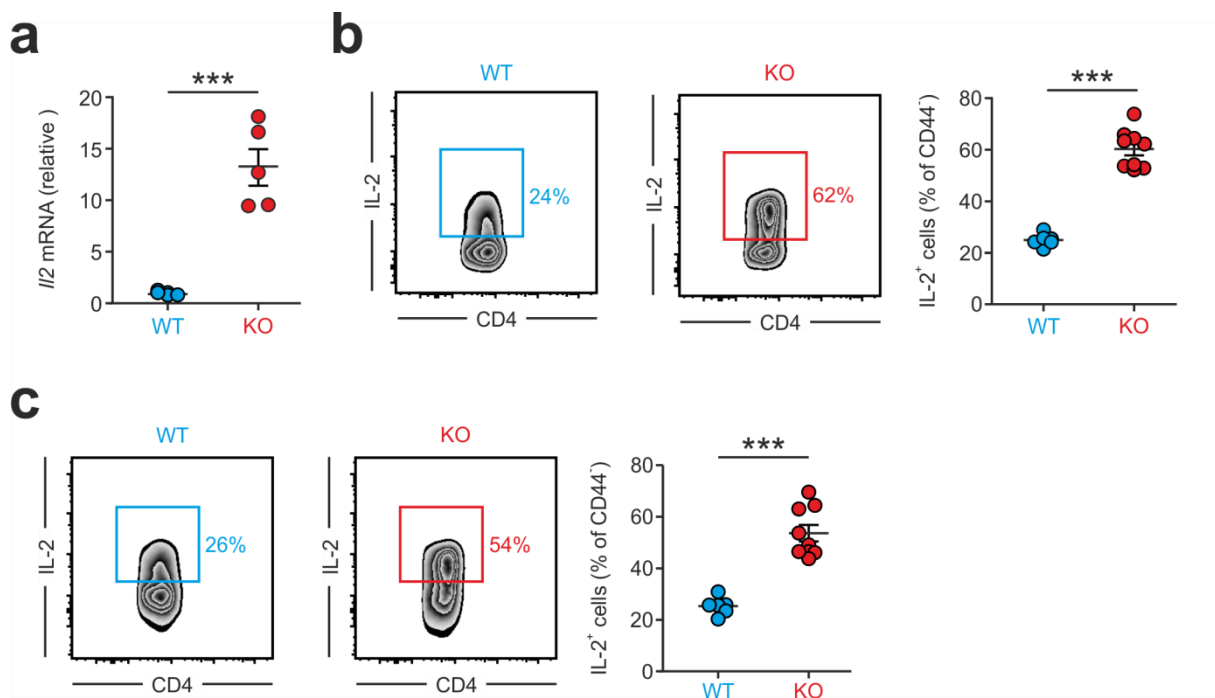 a
***
Il2 mRNA (relative )
20
15
10
5
0
WT
KO
b
WT
IL-2
24%
CD4
KO
IL-2
62%
CD4
***
IL-2⁺ cells (% of CD44⁻)
80
60
40
20
0
WT
KO
c
WT
IL-2
26%
CD4
KO
IL-2
54%
CD4
***
IL-2⁺ cells (% of CD44⁻)
80
60
40
20
0
WT
KO